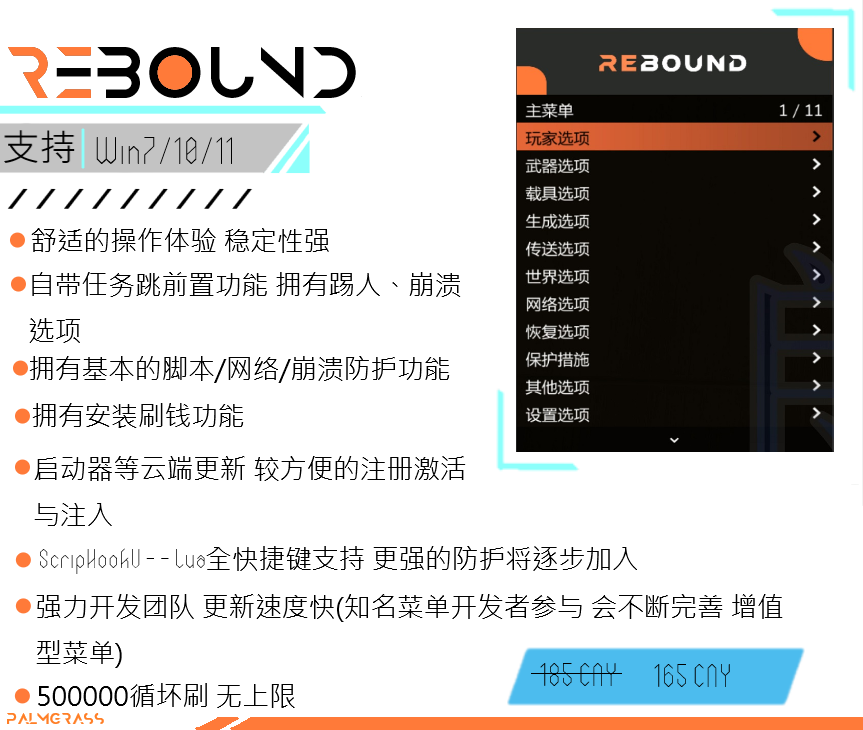 REBOUND
支持 Win7/10/11
舒适的操作体验 稳定性强
自带任务跳前置功能 拥有踢人、崩溃
选项
拥有基本的脚本/网络/崩溃防护功能
拥有安装刷钱功能
启动器等云端更新 较方便的注册激活
与注入
ScripHookV--Lua全快捷键支持 更强的防护将逐步加入
强力开发团队 更新速度快(知名菜单开发者参与 会不断完善 增值
型菜单)
500000循坏刷 无上限
PALMGRASS
REBOUND
主菜单 1 / 11
玩家选项
武器选项
载具选项
生成选项
传送选项
世界选项
网络选项
恢复选项
保护措施
其他选项
设置选项
185 CNY 165 CNY